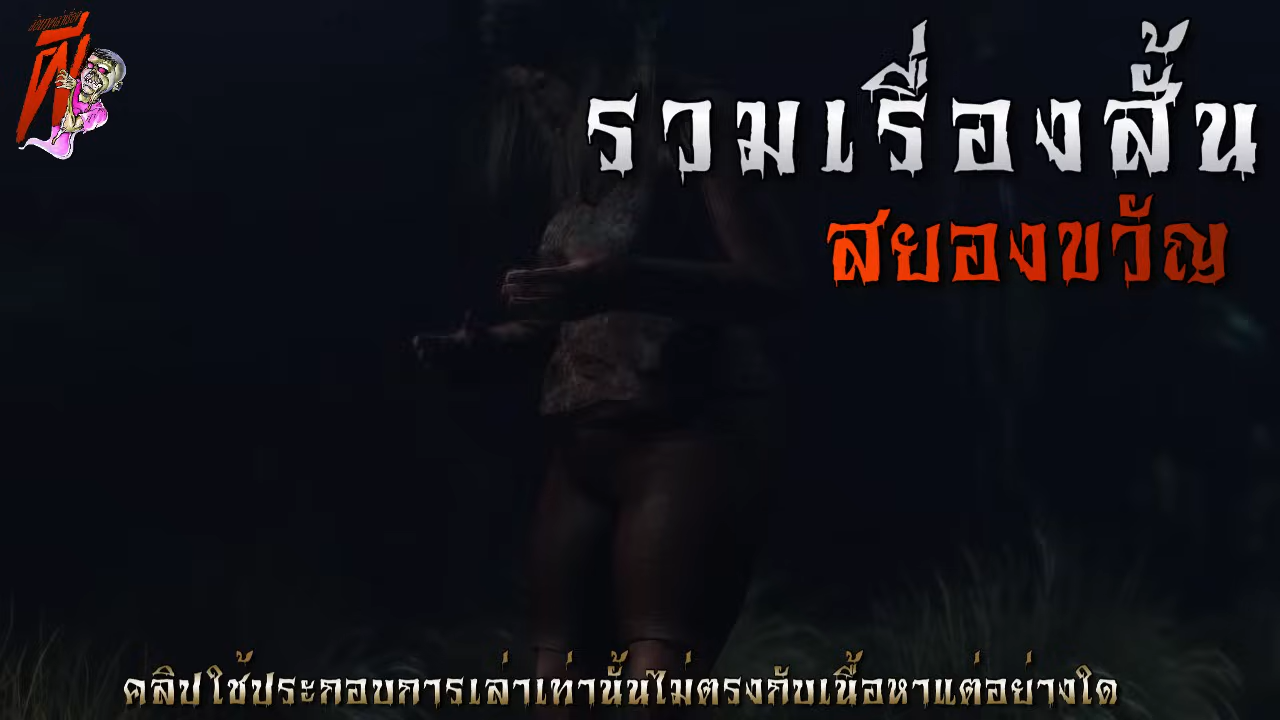 ผี
รวมเรื่องสั้น
สยองขวัญ
คลิปใช้ประกอบการเล่าเท่านั้นไม่ตรงกับเนื้อหาแต่อย่างใด